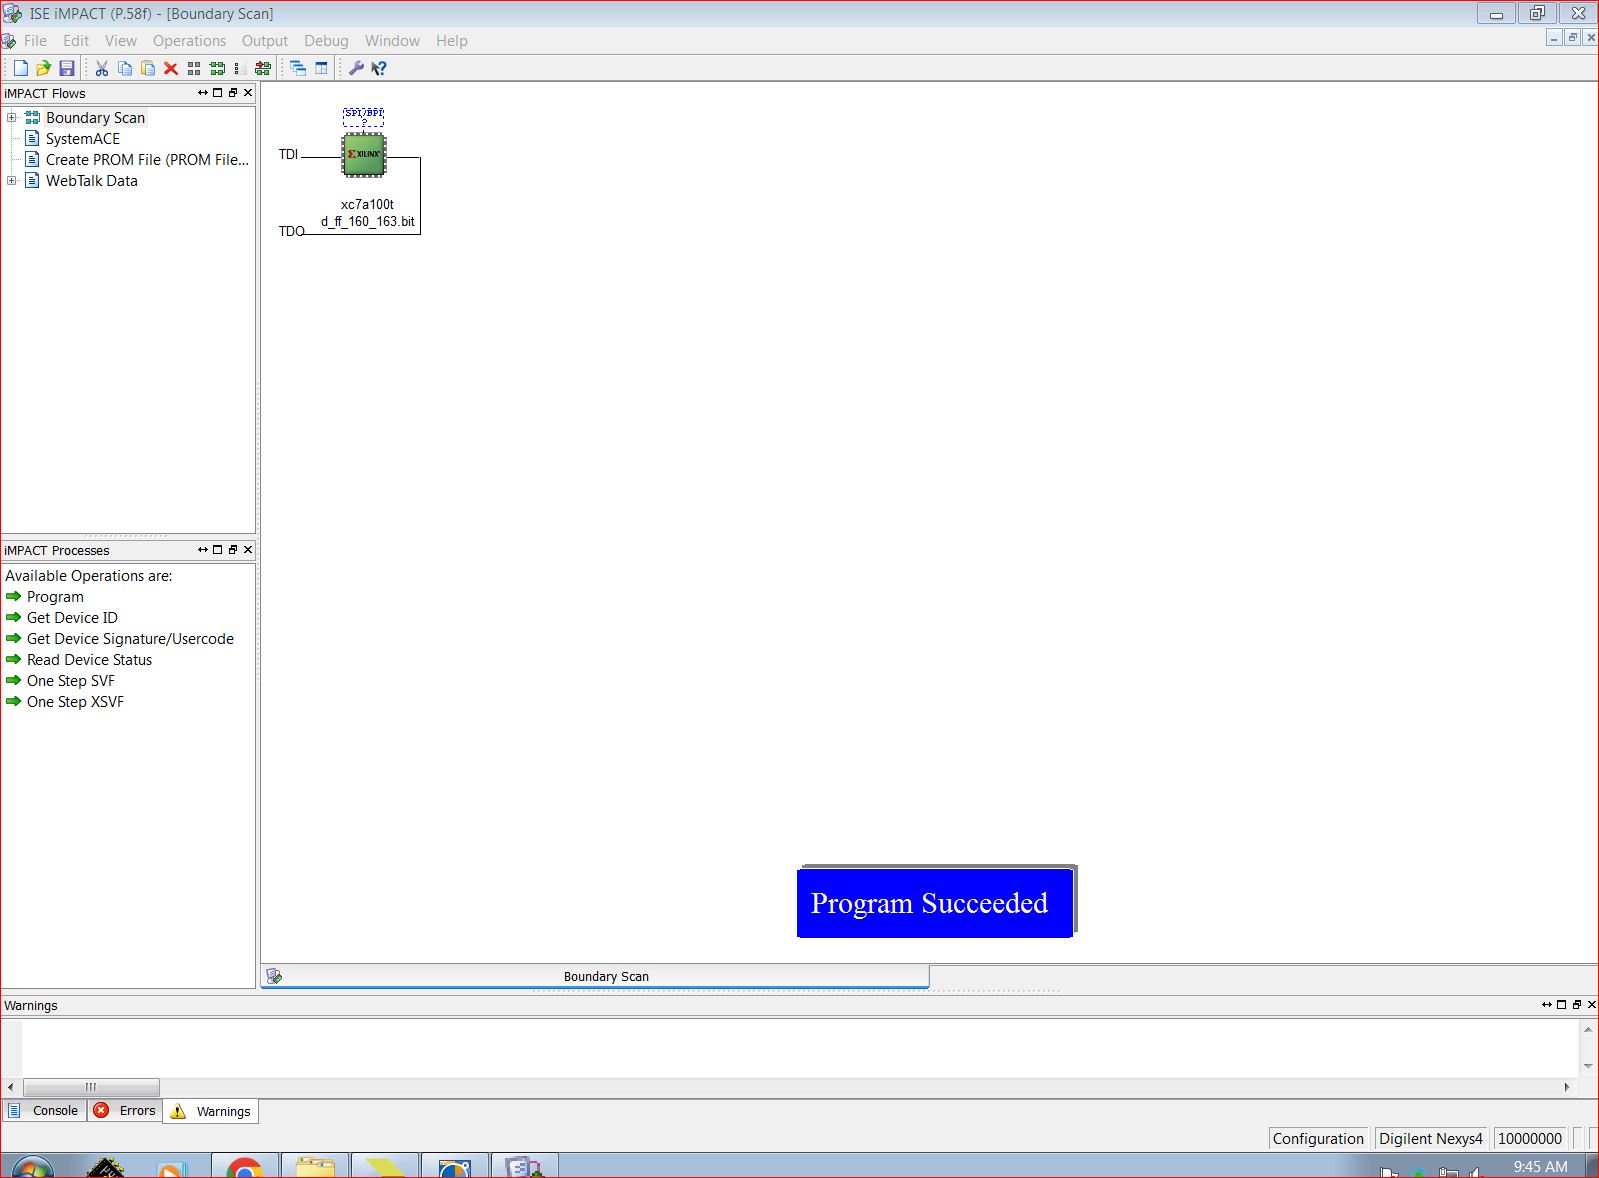 ISE iMPACT (P.58f) - [Boundary Scan]
File Edit View Operations Output Debug Window Help
iMPACT Flows
Boundary Scan
SystemACE
Create PROM File (PROM File...
WebTalk Data
SPI/BPI
?
TDI
XILINX
xc7a100t
d_ff_160_163.bit
TDO
iMPACT Processes
Available Operations are:
Program
Get Device ID
Get Device Signature/Usercode
Read Device Status
One Step SVF
One Step XSVF
Program Succeeded
Boundary Scan
Warnings
Console Errors Warnings
Configuration Digilent Nexys4 10000000
9:45 AM